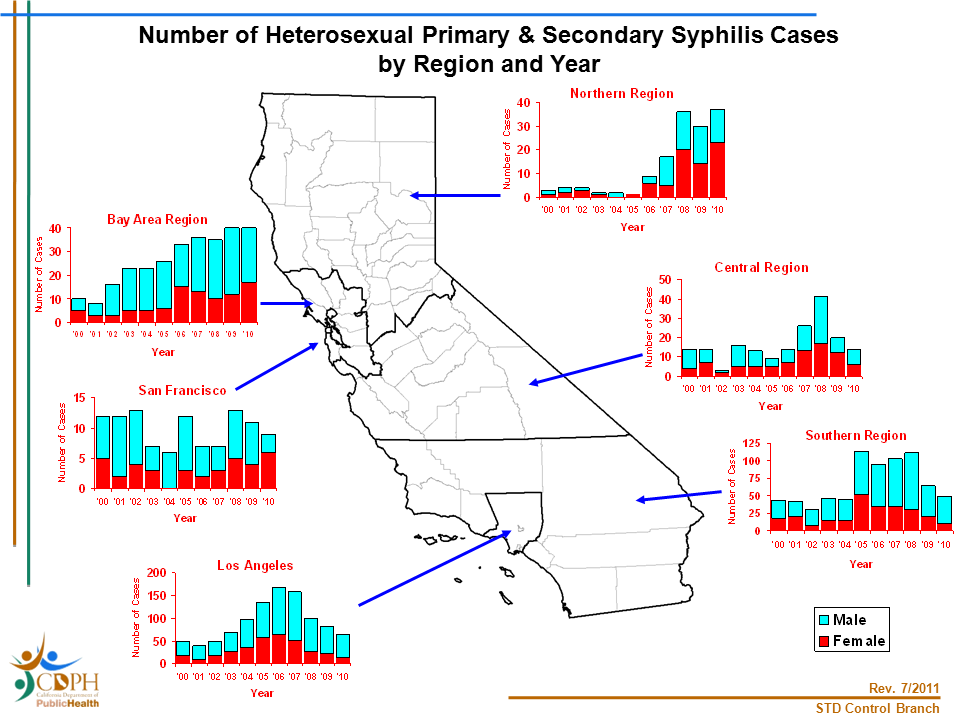 Number of Heterosexual Primary & Secondary Syphilis Cases
by Region and Year
Northern Region
Number of Cases
40
30
20
10
0
'00 '01 '02 '03 '04 '05 '06 '07 '08 '09 '10
Year
Bay Area Region
Number of Cases
40
30
20
10
0
'00 '01 '02 '03 '04 '05 '06 '07 '08 '09 '10
Year
Central Region
Number of Cases
50
40
30
20
10
0
'00 '01 '02 '03 '04 '05 '06 '07 '08 '09 '10
Year
San Francisco
Number of Cases
15
10
5
0
'00 '01 '02 '03 '04 '05 '06 '07 '08 '09 '10
Year
Southern Region
Number of Cases
125
100
75
50
25
0
'00 '01 '02 '03 '04 '05 '06 '07 '08 '09 '10
Year
Los Angeles
Number of Cases
200
150
100
50
0
'00 '01 '02 '03 '04 '05 '06 '07 '08 '09 '10
Year
Male
Female
CDPH
California Department of
PublicHealth
Rev. 7/2011
STD Control Branch